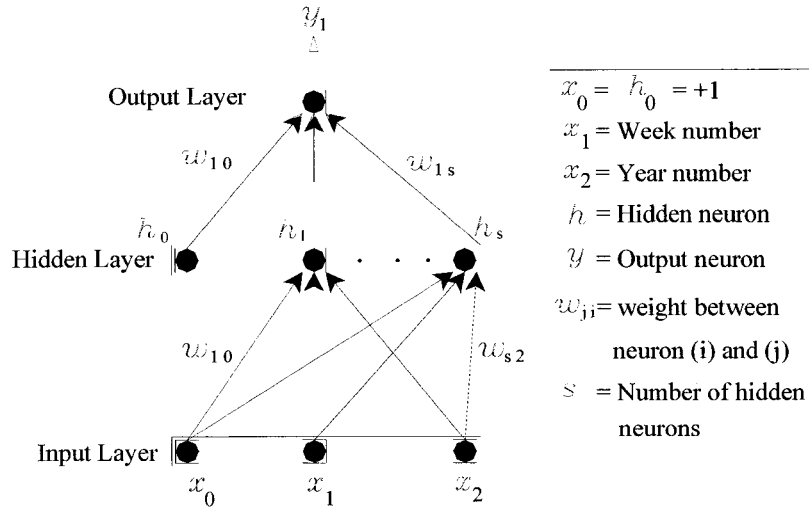 y₁
Output Layer
w₁₀
w₁ₛ
h₀
h₁
hₛ
Hidden Layer
. . . .
w₁₀
wₛ₂
Input Layer
x₀
x₁
x₂
x₀ = h₀ = +1
x₁ = Week number
x₂ = Year number
h = Hidden neuron
y = Output neuron
wⱼᵢ = weight between
neuron (i) and (j)
s = Number of hidden
neurons